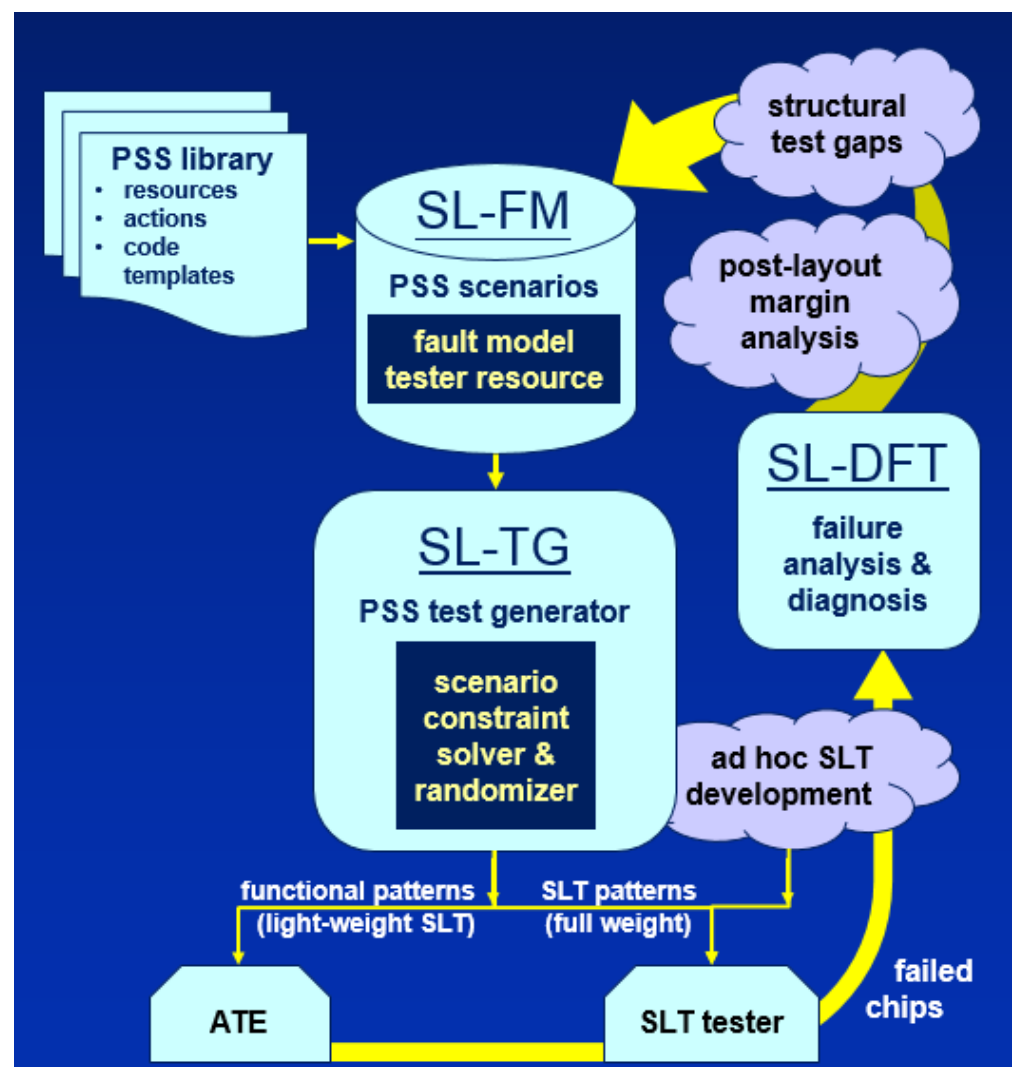 PSS library
• resources
• actions
• code
templates
structural
test gaps
SL-FM
PSS scenarios
fault model
tester resource
post-layout
margin
analysis
SL-DFT
failure
analysis &
diagnosis
SL-TG
PSS test generator
scenario
constraint
solver &
randomizer
ad hoc SLT
development
functional patterns
(light-weight SLT)
SLT patterns
(full weight)
failed
chips
ATE
SLT tester